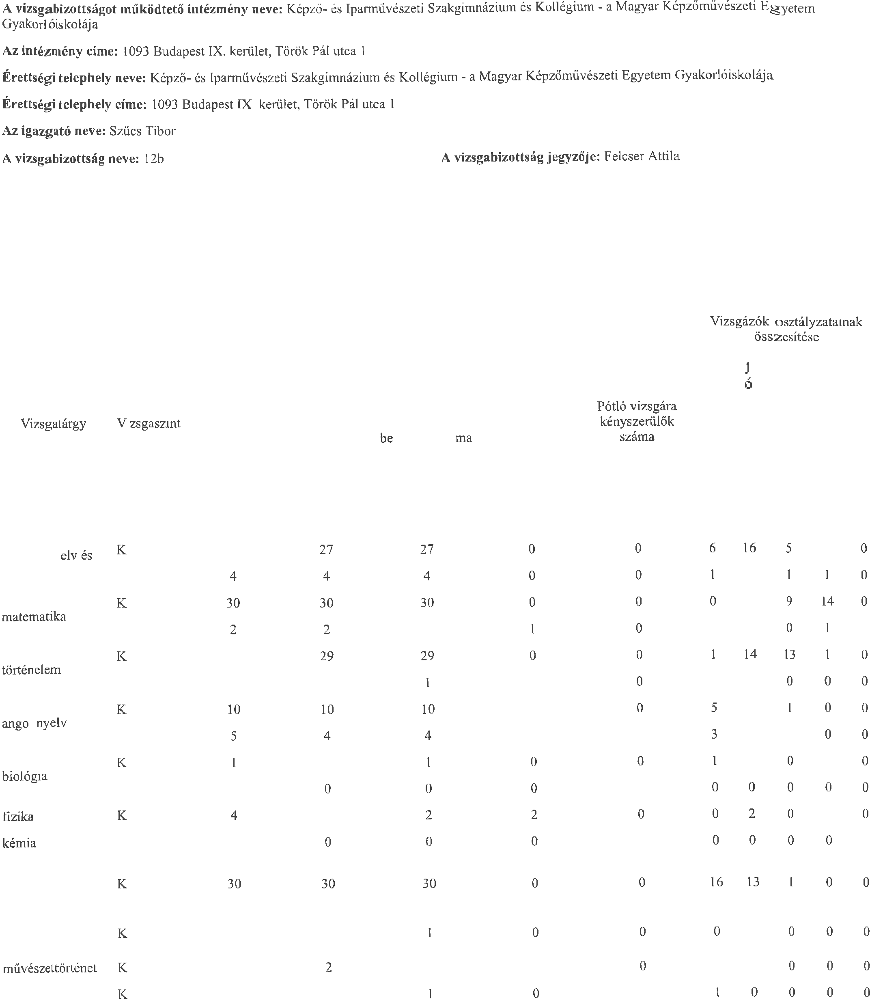 A vizsgabizottságot működtető intézmény neve: Képző- és Iparművészeti Szakgimnázium és Kollégium - a Magyar Képzőművészeti Egyetem
Gyakorlóiskolája
Az intézmény címe: 1093 Budapest IX. kerület, Török Pál utca 1
Érettségi telephely neve: Képző- és Iparművészeti Szakgimnázium és Kollégium - a Magyar Képzőművészeti Egyetem Gyakorlóiskolája
Érettségi telephely címe: 1093 Budapest IX kerület, Török Pál utca 1
Az igazgató neve: Szűcs Tibor
A vizsgabizottság neve: 12b A vizsgabizottság jegyzője: Felcser Attila
Vizsgázók osztályzatainak
összesítése
j
ó
Pótló vizsgára
Vizsgatárgy V zsgaszint kényszerülők
be ma száma
elv és K 27 27 0 0 6 16 5 0
4 4 4 0 0 1 1 1 0
K 30 30 30 0 0 0 9 14 0
matematika
2 2 1 0 0 1
K 29 29 0 0 1 14 13 1 0
történelem
1 0 0 0 0
K 10 10 10 0 5 1 0 0
ango nyelv
5 4 4 3 0 0
K 1 1 0 0 1 0 0
biológia
0 0 0 0 0 0 0 0
fizika K 4 2 2 0 0 2 0 0
kémia 0 0 0 0 0 0 0
K 30 30 30 0 0 16 13 1 0 0
K 1 0 0 0 0 0 0
művészettörténet K 2 0 0 0 0
K 1 0 1 0 0 0 0